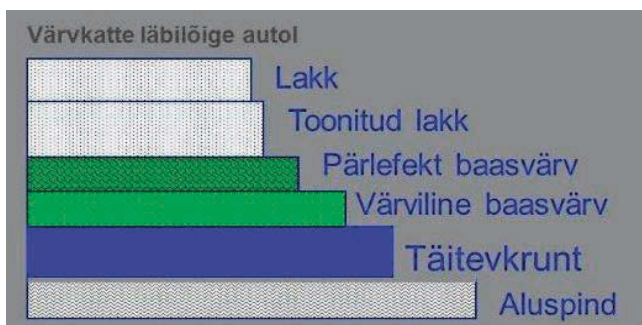 Värvkatte läbilõige autol
Lakk
Toonitud lakk
Pärlefekt baasvärv
Värviline baasvärv
Täitevkrunt
Aluspind